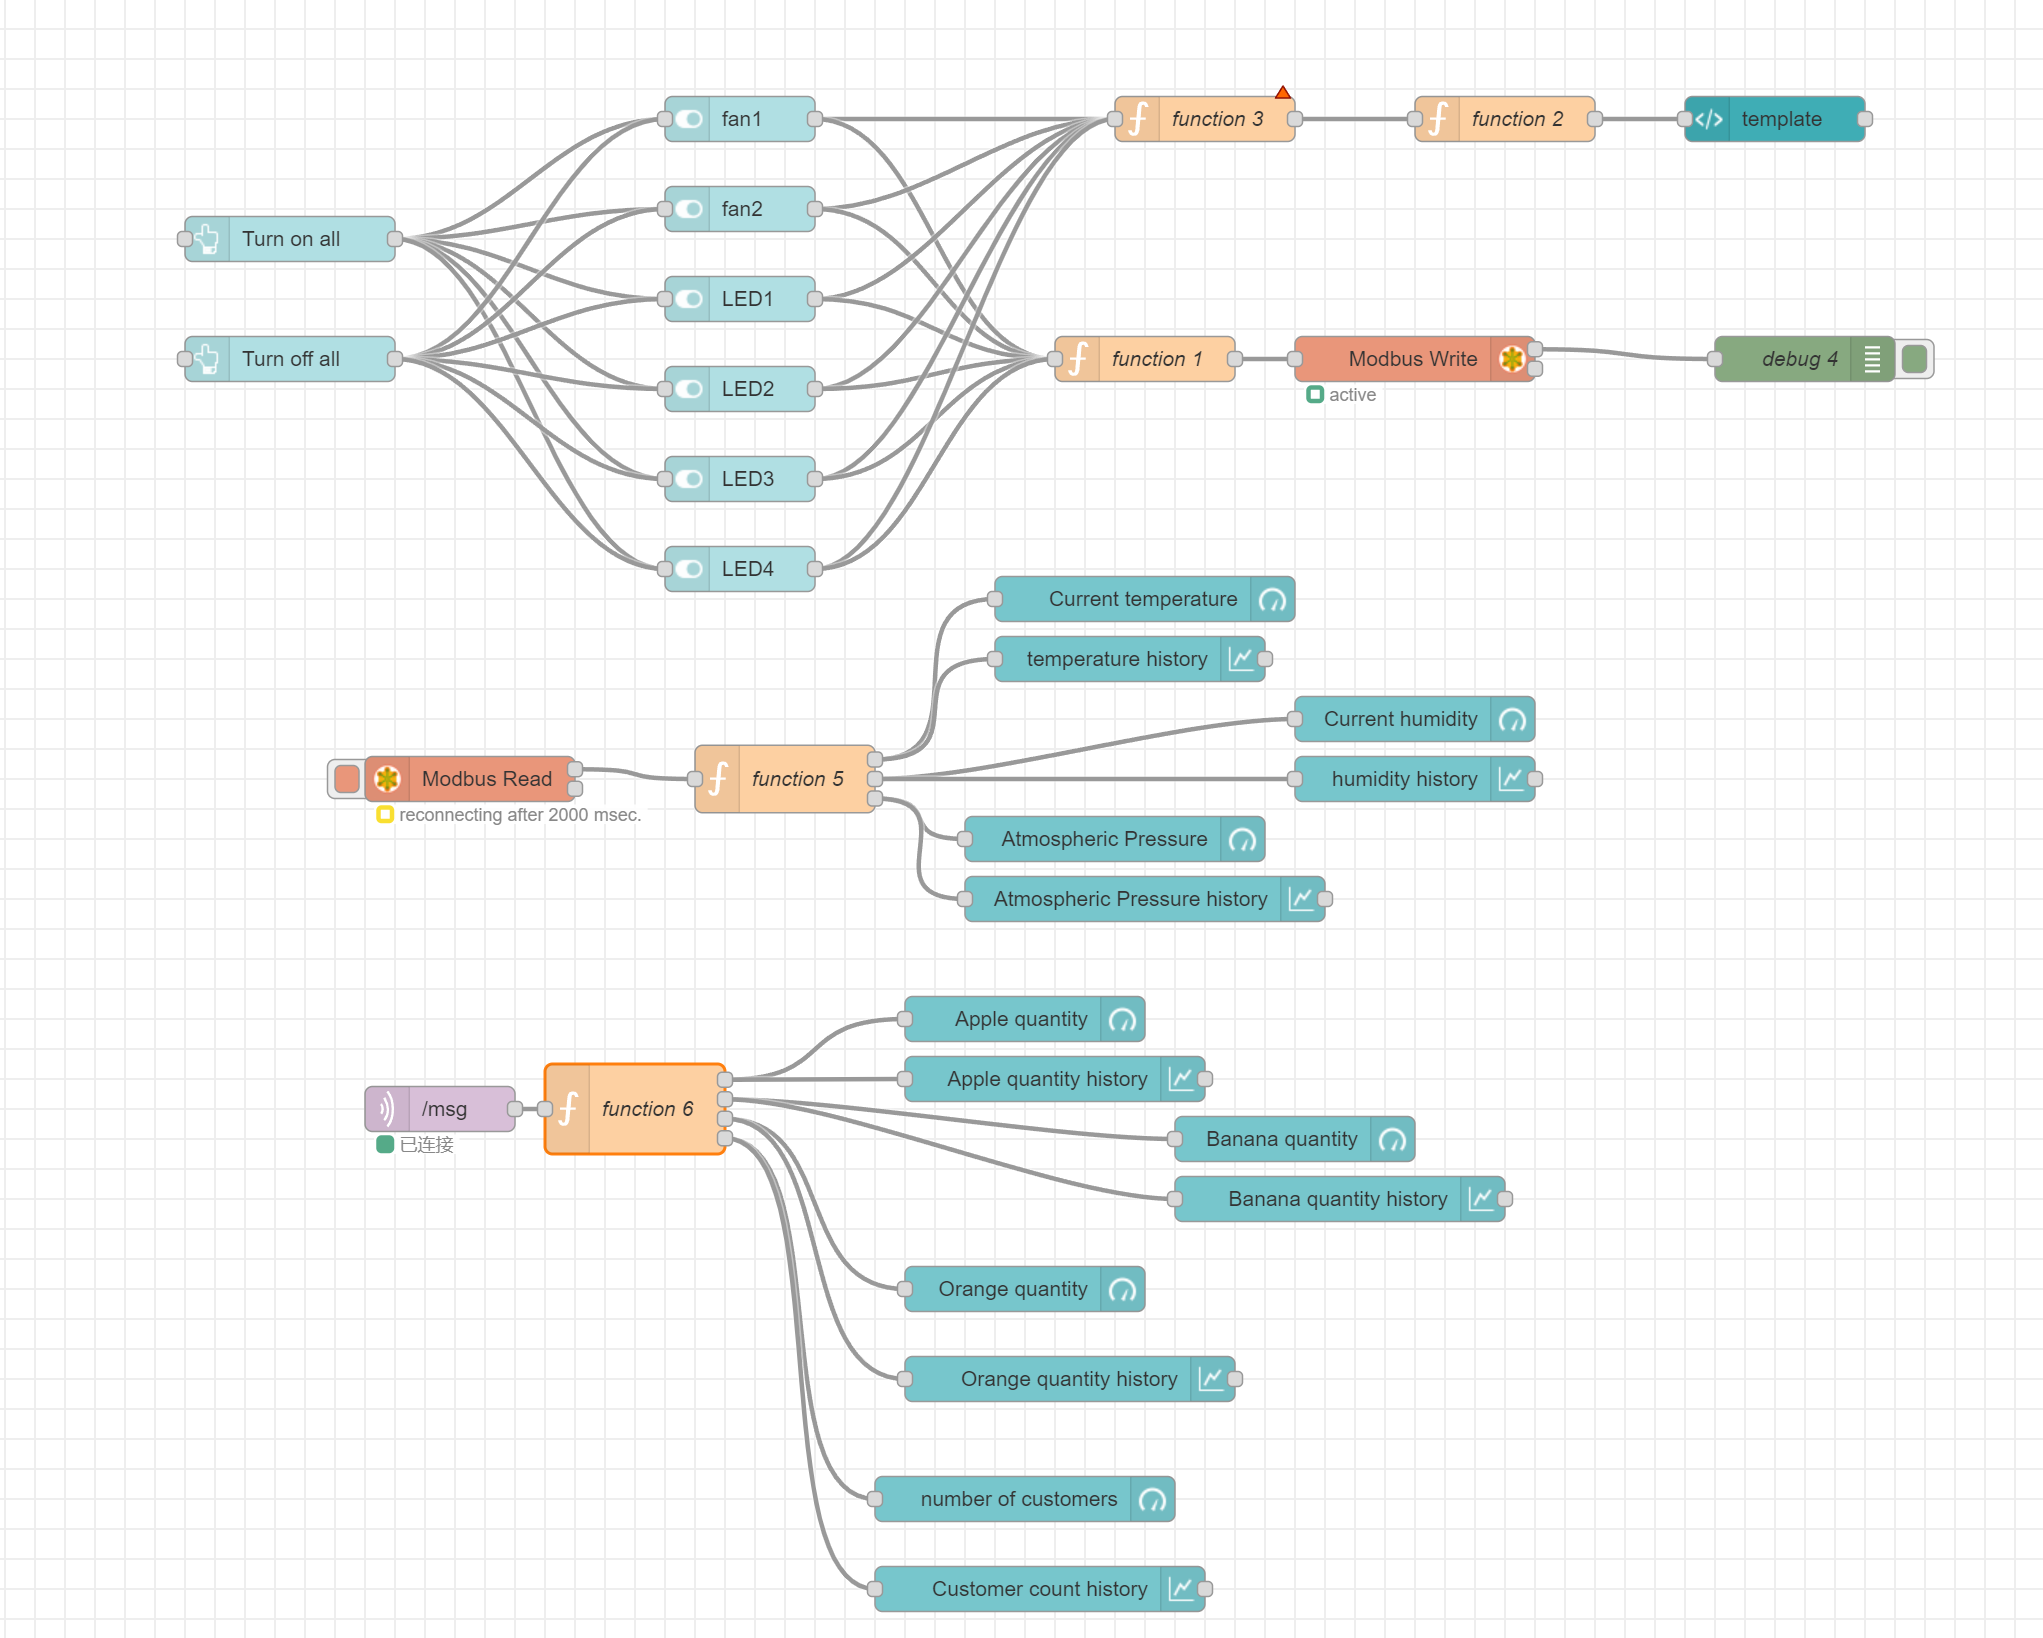 fan1
function 3
function 2
template
fan2
Turn on all
LED1
Turn off all
function 1
Modbus Write
debug 4
active
LED2
LED3
LED4
Current temperature
temperature history
Current humidity
Modbus Read
function 5
humidity history
reconnecting after 2000 msec.
Atmospheric Pressure
Atmospheric Pressure history
Apple quantity
Apple quantity history
/msg
function 6
已连接
Banana quantity
Banana quantity history
Orange quantity
Orange quantity history
number of customers
Customer count history